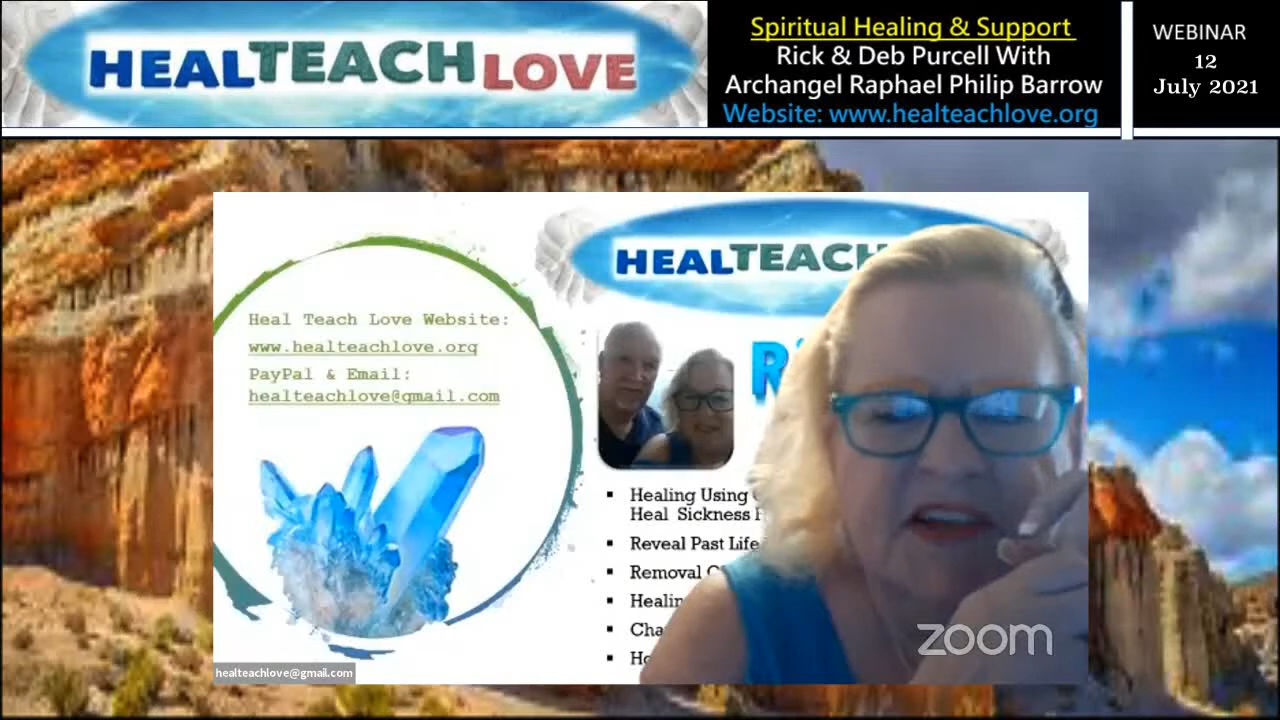 HEALTEACHLOVE
Spiritual Healing & Support
Rick & Deb Purcell With
Archangel Raphael Philip Barrow
Website: www.healteachlove.org
WEBINAR
12
July 2021
HEALTEACH
Heal Teach Love Website:
www.healteachlove.org
PayPal & Email:
healteachlove@gmail.com
▪ Healing Using
Heal Sickness
▪ Reveal Past Life
▪ Removal
▪
▪
▪
zoom
healteachlove@gmail.com